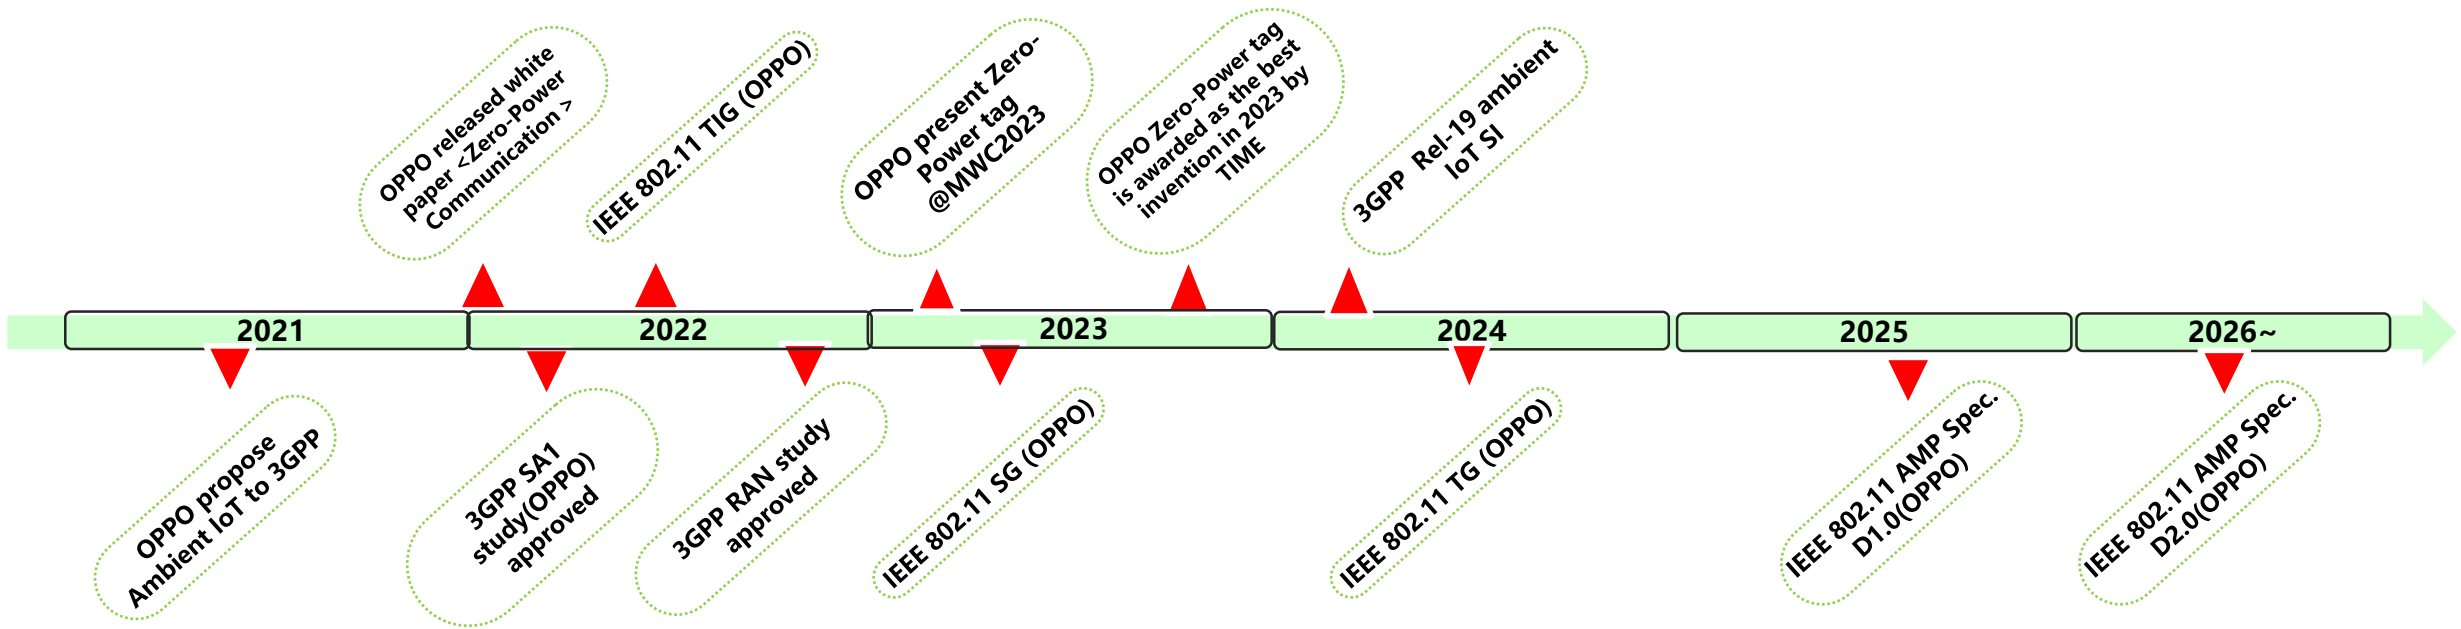 OPPO released white
paper <Zero-Power
Communication >
IEEE 802.11 TIG (OPPO)
OPPO present Zero-
Power tag
@MWC2023
OPPO Zero-Power tag
is awarded as the best
invention in 2023 by
TIME
3GPP Rel-19 ambient
IoT SI
2021
2022
2023
2024
2025
2026~
OPPO propose
Ambient IoT to 3GPP
3GPP SA1
study(OPPO)
approved
3GPP RAN study
approved
IEEE 802.11 SG (OPPO)
IEEE 802.11 TG (OPPO)
IEEE 802.11 AMP Spec.
D1.0(OPPO)
IEEE 802.11 AMP Spec.
D2.0(OPPO)